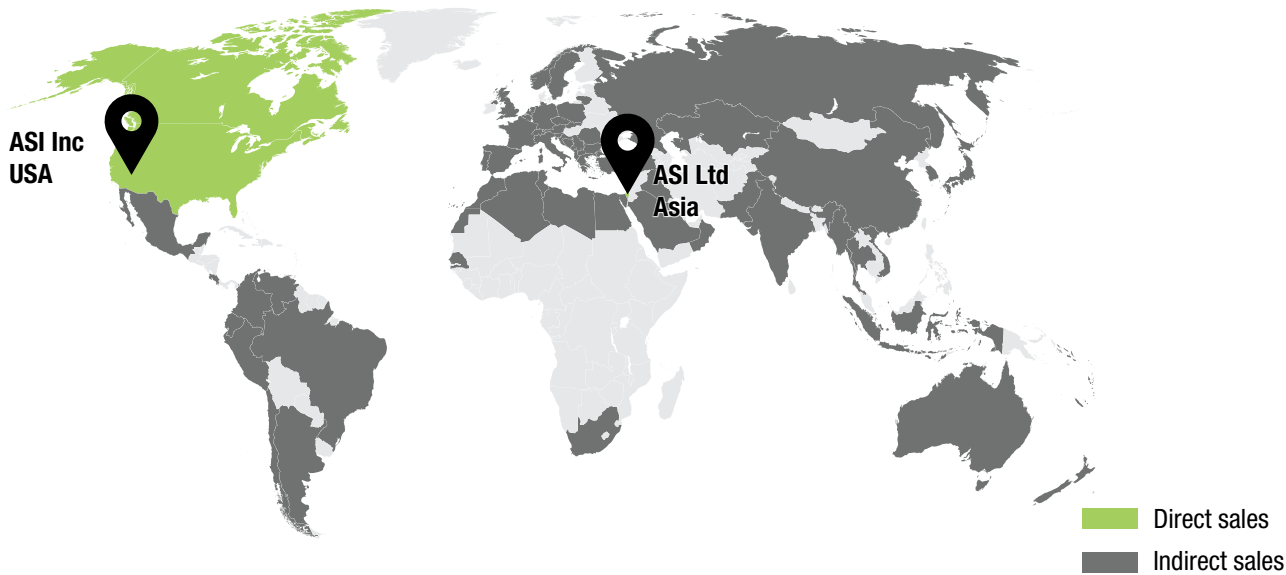 ASI Inc
USA
ASI Ltd
Asia
Direct sales
Indirect sales